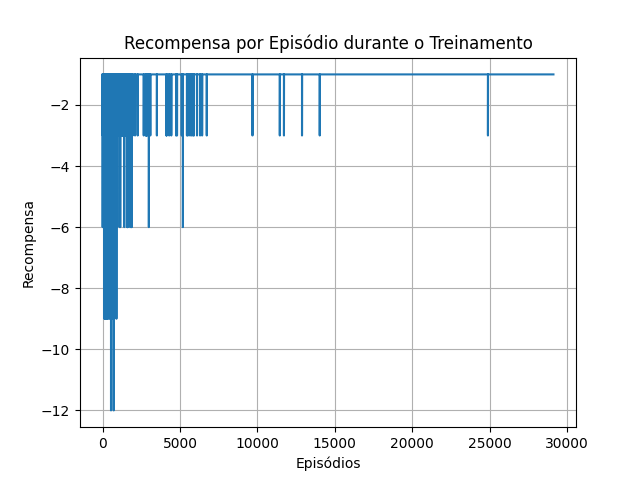 Recompensa por Episódio durante o Treinamento
−2
−4
−6
−8
−10
−12
Recompensa
0 5000 10000 15000 20000 25000 30000
Episódios